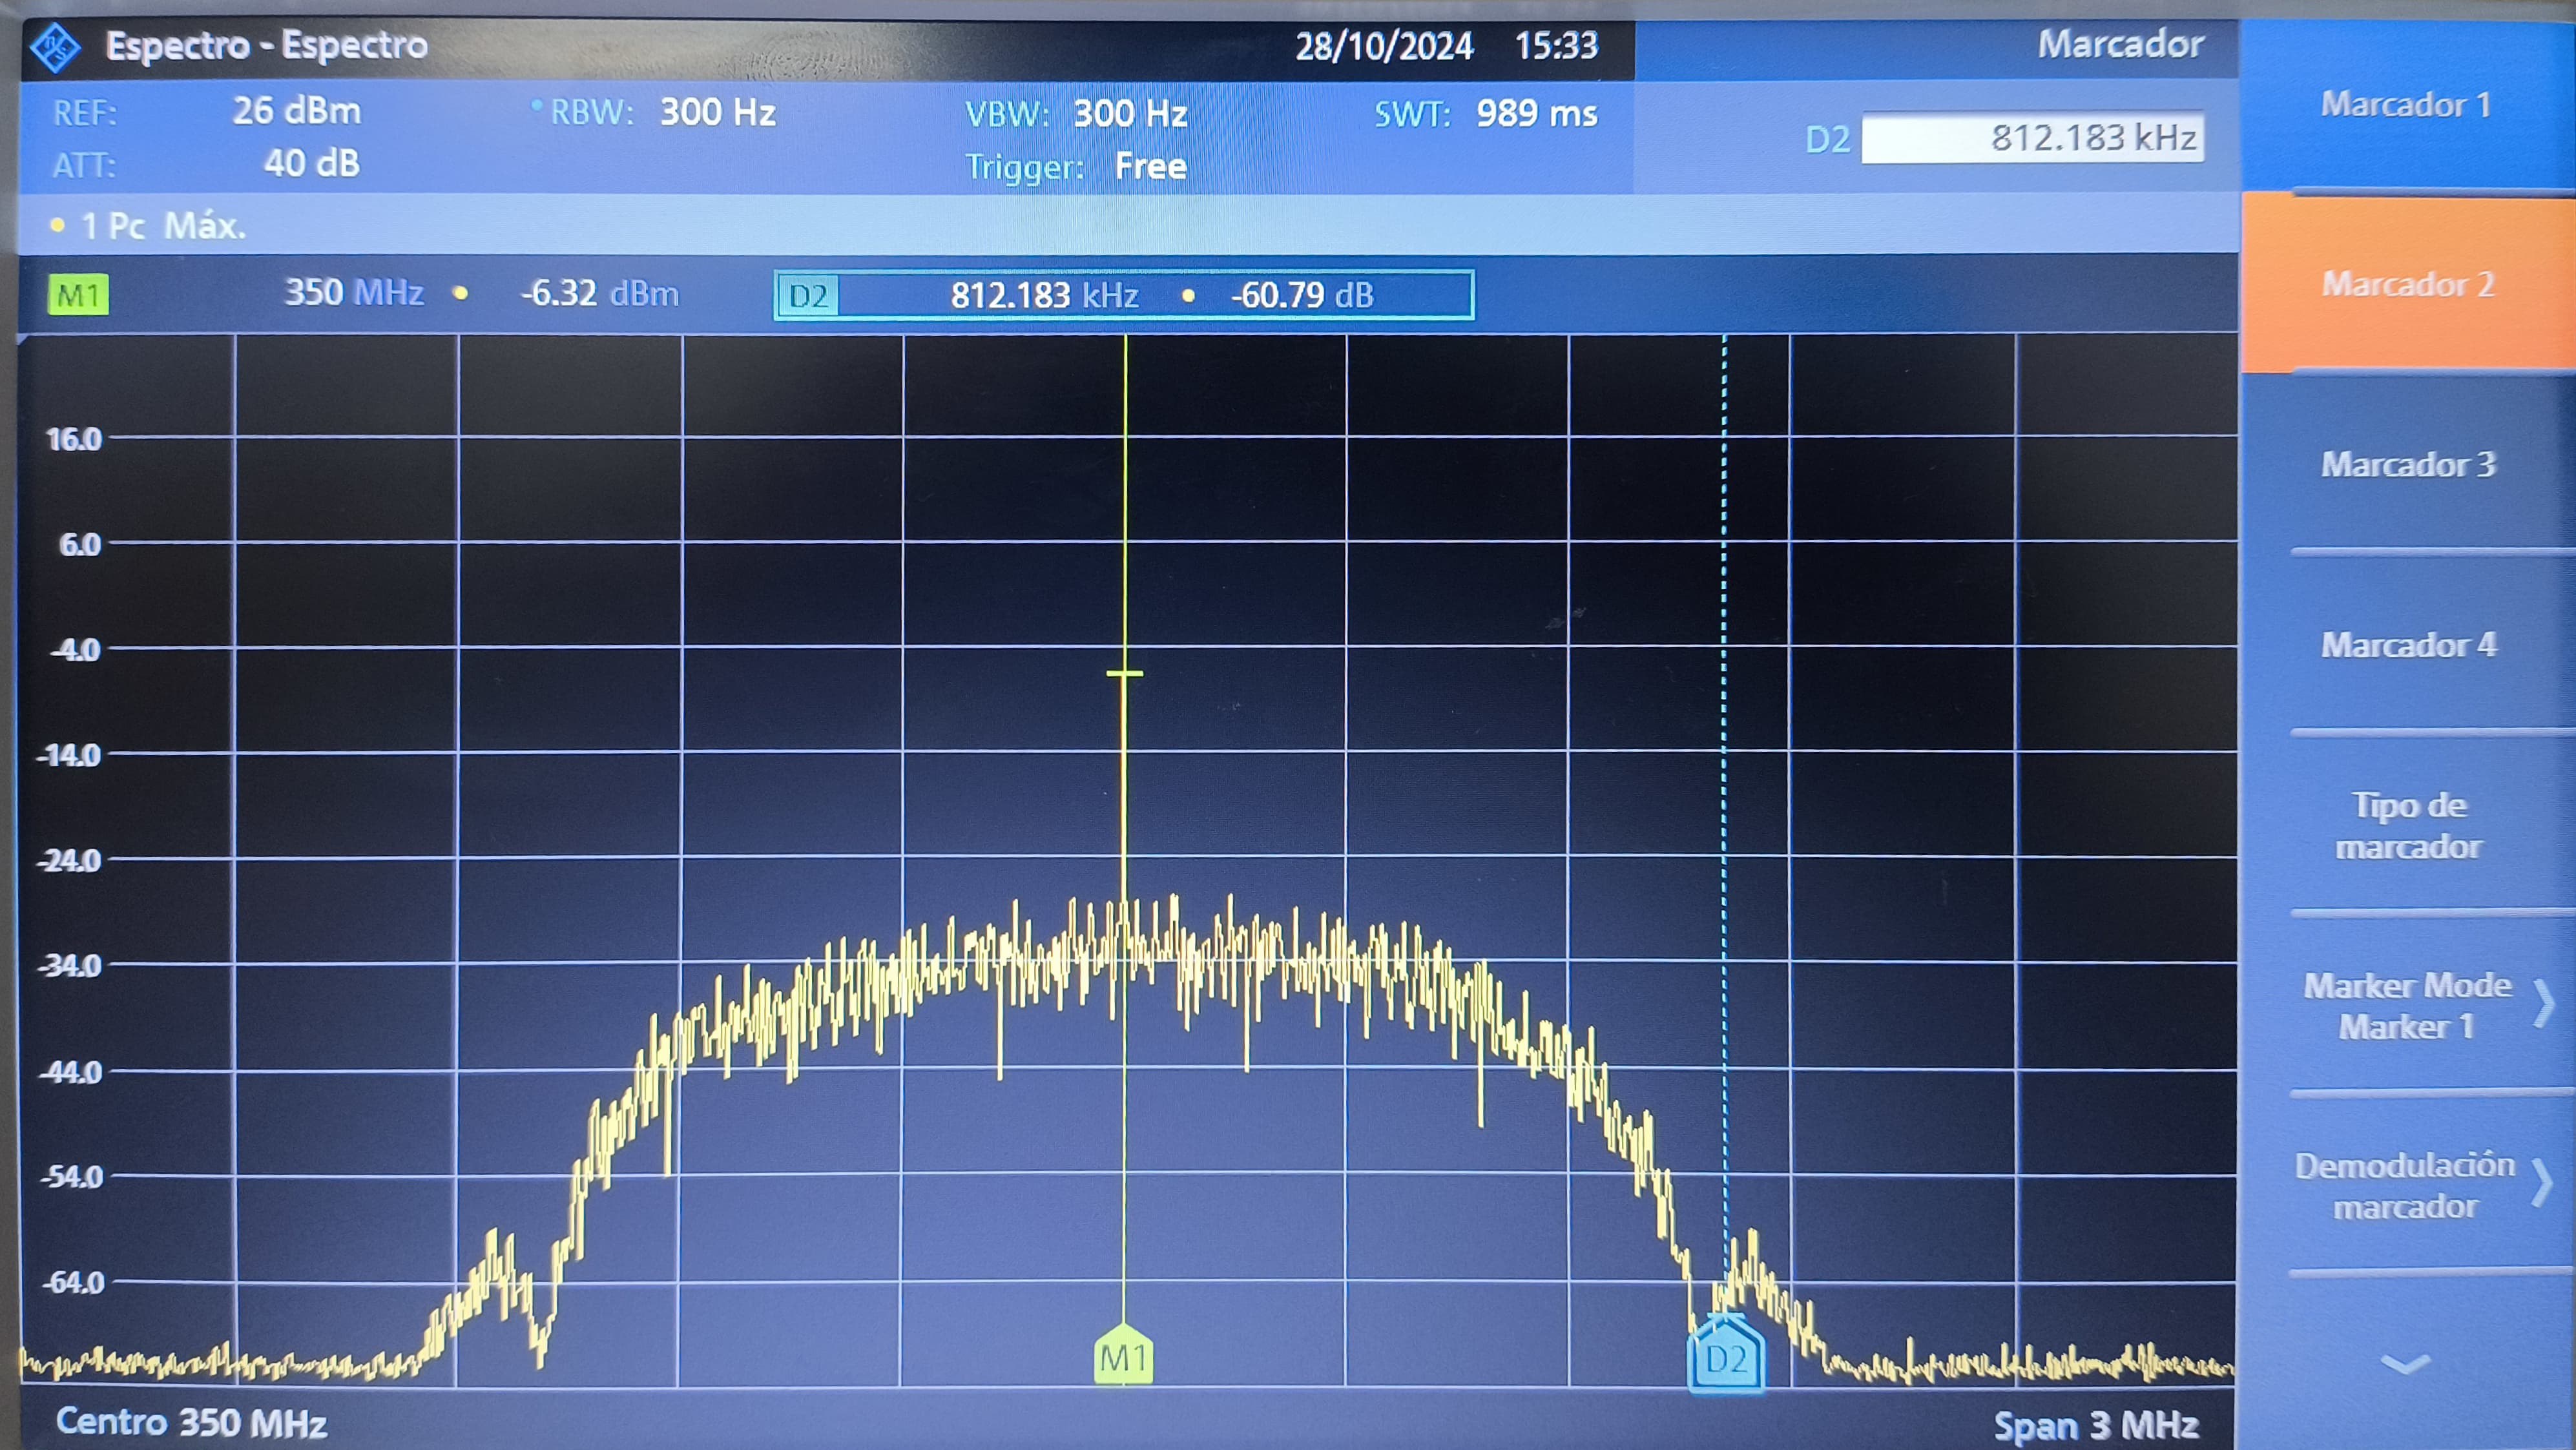 Espectro - Espectro 28/10/2024 15:33 Marcador
REF: 26 dBm RBW: 300 Hz VBW: 300 Hz SWT: 989 ms
ATT: 40 dB Trigger: Free
D2 812.183 kHz
1 Pc Máx.
M1 350 MHz -6.32 dBm D2 812.183 kHz -60.79 dB
16.0
6.0
-4.0
-14.0
-24.0
-34.0
-44.0
-54.0
-64.0
M1 D2
Centro 350 MHz Span 3 MHz
Marcador 1
Marcador 2
Marcador 3
Marcador 4
Tipo de
marcador
Marker Mode
Marker 1
Demodulación
marcador